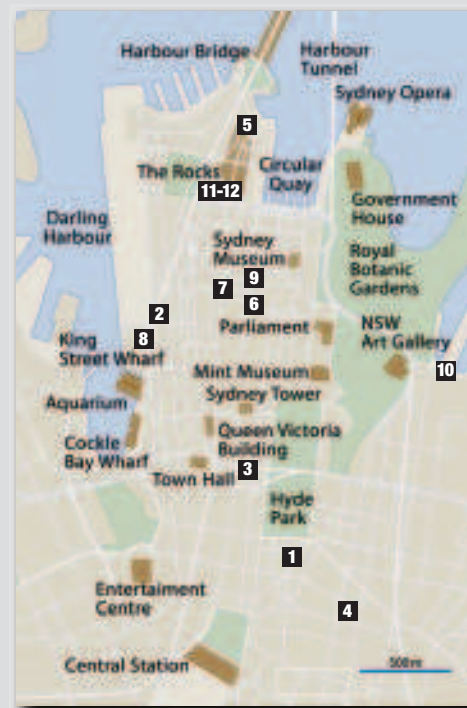 Harbour Bridge
Harbour
Tunnel
Sydney Opera
5
The Rocks
11-12
Circular
Quay
Government
House
Darling
Harbour
Sydney
Museum
9
7
6
Royal
Botanic
Gardens
2
8
King
Street Wharf
Parliament
NSW
Art Gallery
10
Mint Museum
Aquarium
Sydney Tower
Cockle
Bay Wharf
Queen Victoria
Building
Town Hall
3
Hyde
Park
1
Entertaiment
Centre
4
Central Station
500m